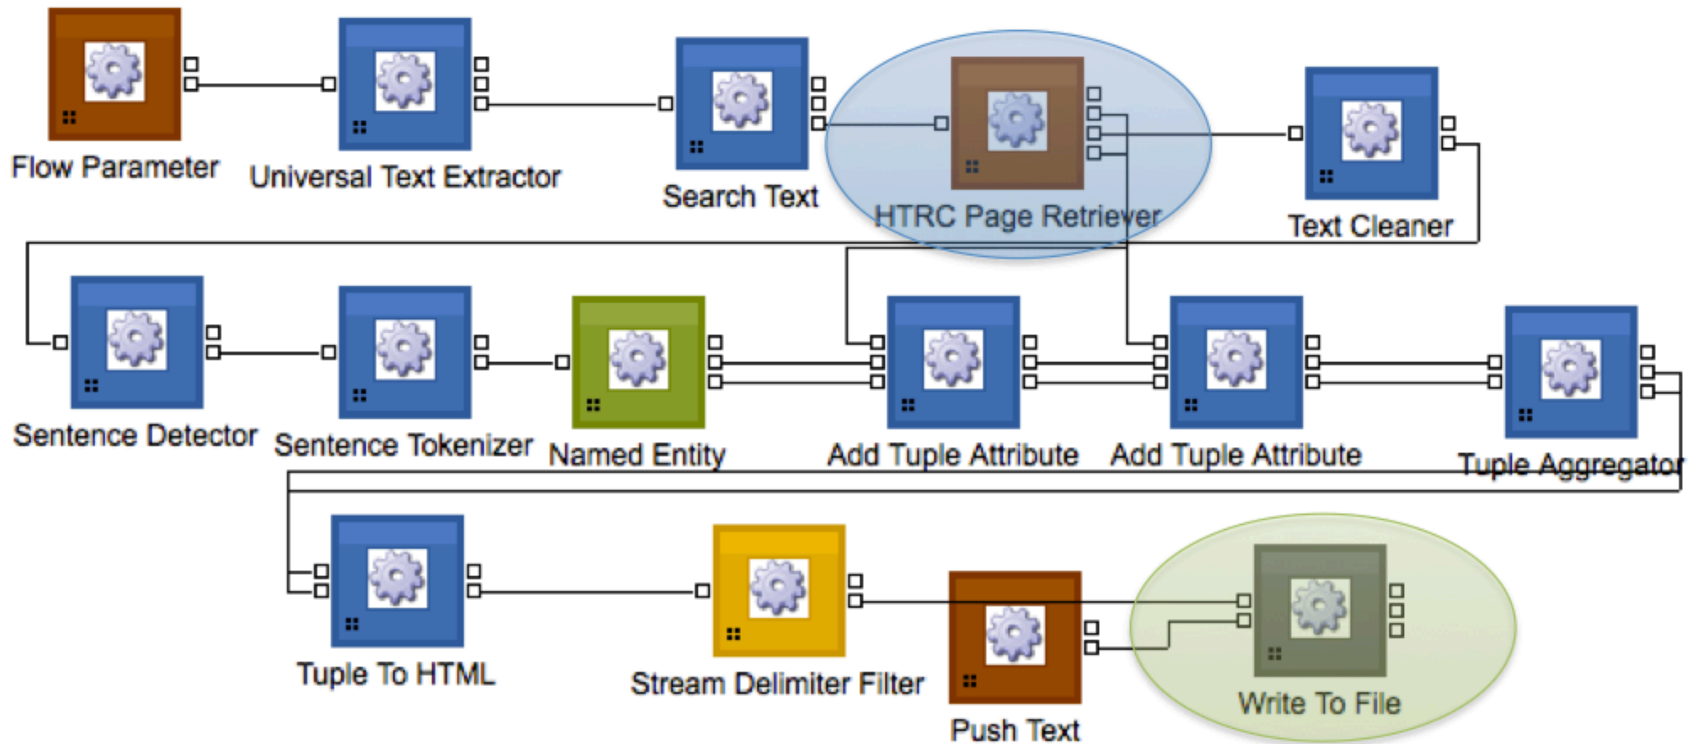 Flow Parameter
Universal Text Extractor
Search Text
HTRC Page Retriever
Text Cleaner
Sentence Detector
Sentence Tokenizer
Named Entity
Add Tuple Attribute
Add Tuple Attribute
Tuple Aggregator
Tuple To HTML
Stream Delimiter Filter
Push Text
Write To File